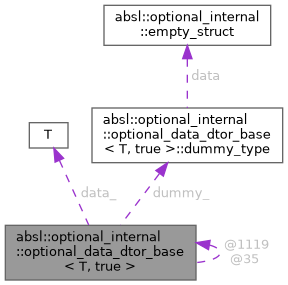 absl::optional_internal
::empty_struct
data
T
absl::optional_internal
::optional_data_dtor_base
< T, true >::dummy_type
data_
dummy_
absl::optional_internal
::optional_data_dtor_base
< T, true >
@1119
@35